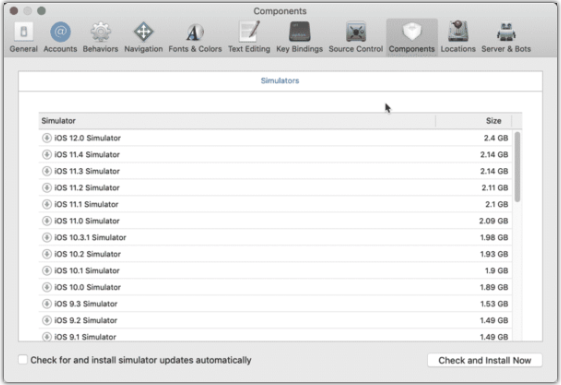 Components
General Accounts Behaviors Navigation Fonts & Colors Text Editing Key Bindings Source Control Components Locations Server & Bots
Simulators
Simulator Size
iOS 12.0 Simulator 2.4 GB
iOS 11.4 Simulator 2.14 GB
iOS 11.3 Simulator 2.14 GB
iOS 11.2 Simulator 2.11 GB
iOS 11.1 Simulator 2.1 GB
iOS 11.0 Simulator 2.09 GB
iOS 10.3.1 Simulator 1.98 GB
iOS 10.2 Simulator 1.93 GB
iOS 10.1 Simulator 1.9 GB
iOS 10.0 Simulator 1.89 GB
iOS 9.3 Simulator 1.53 GB
iOS 9.2 Simulator 1.49 GB
iOS 9.1 Simulator 1.49 GB
Check for and install simulator updates automatically Check and Install Now